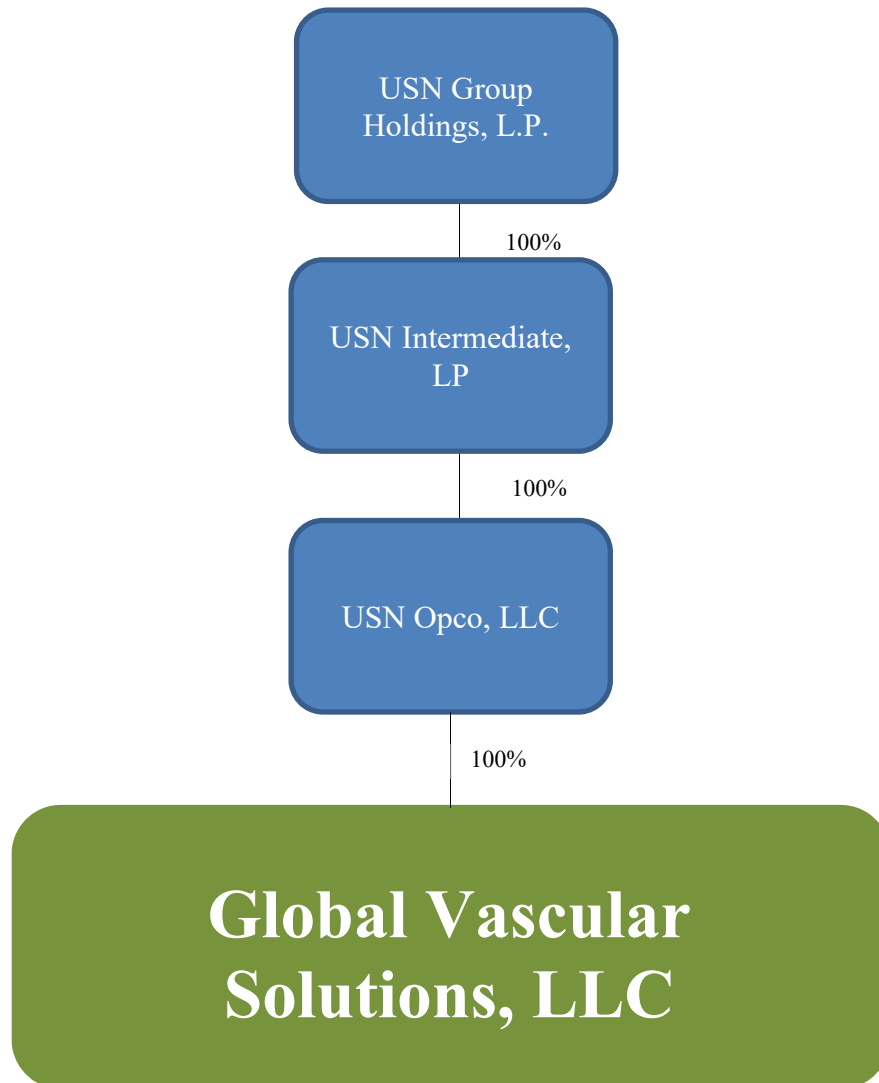 USN Group
Holdings, L.P.
100%
USN Intermediate,
LP
100%
USN Opco, LLC
100%
Global Vascular
Solutions, LLC